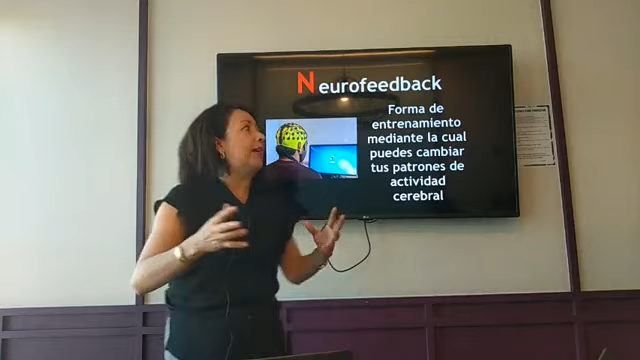 Neurofeedback
Forma de
entrenamiento
mediante la cual
puedes cambiar
tus patrones de
actividad
cerebral